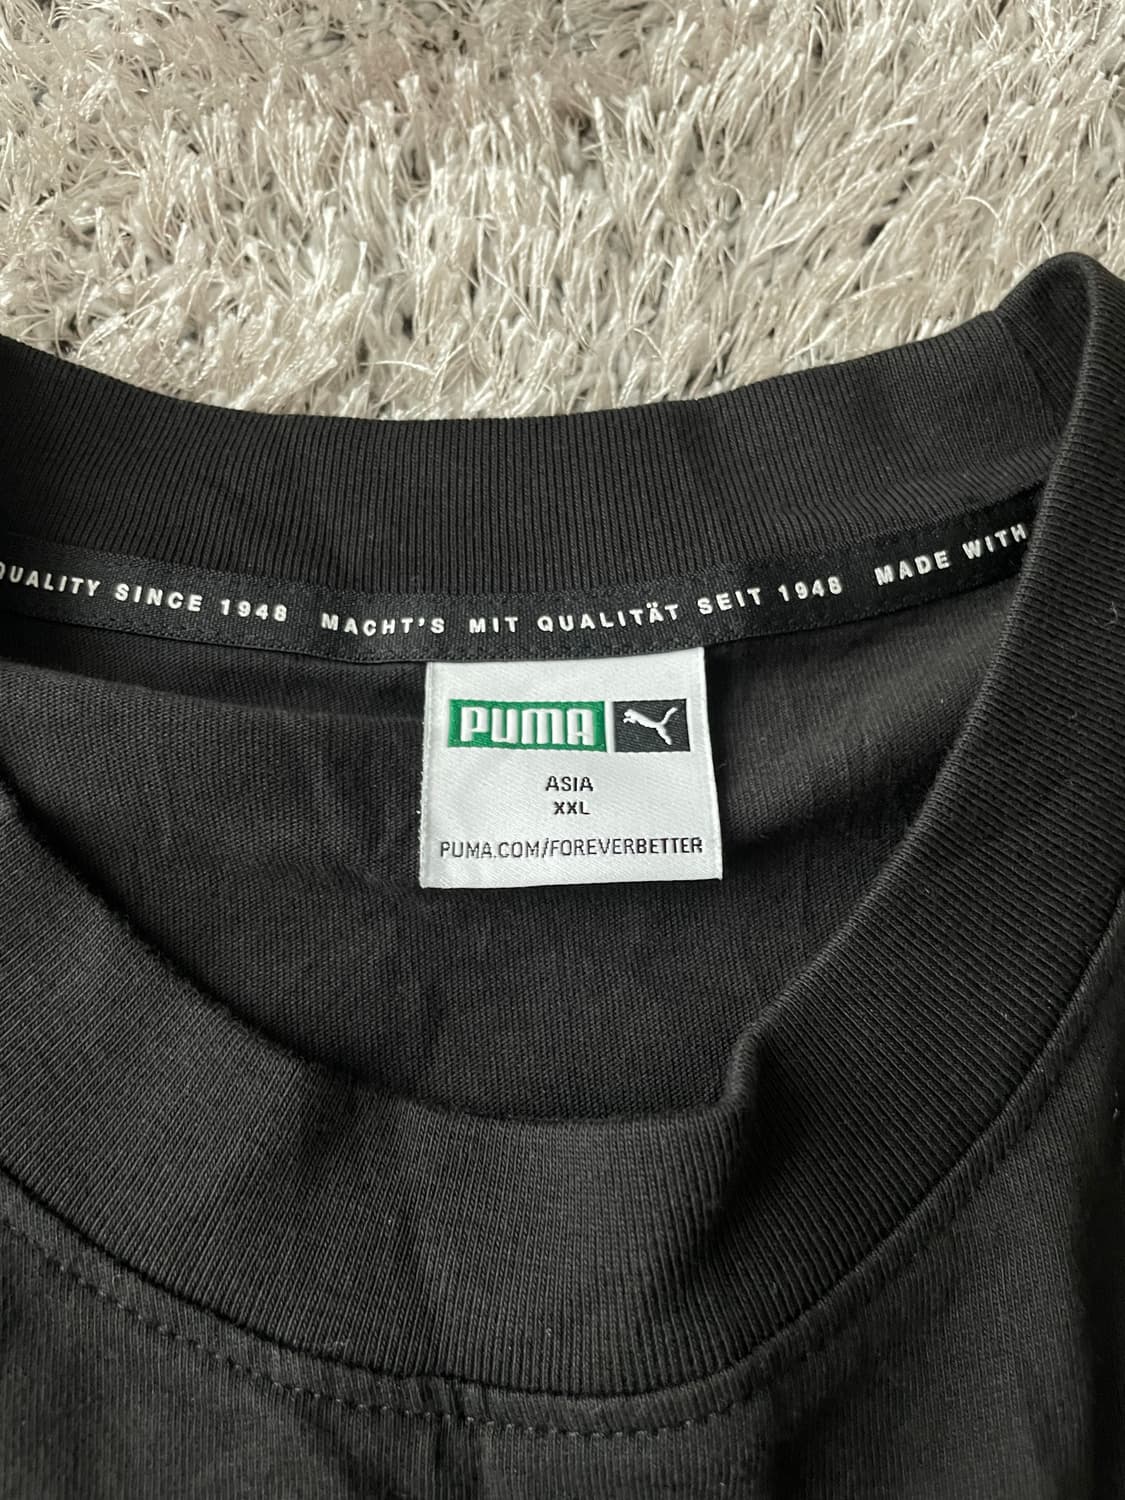 QUALITY SINCE 1948 MACHT'S MIT QUALITÄT SEIT 1948 MADE WITH
PUMA
ASIA
XXL
PUMA.COM/FOREVERBETTER